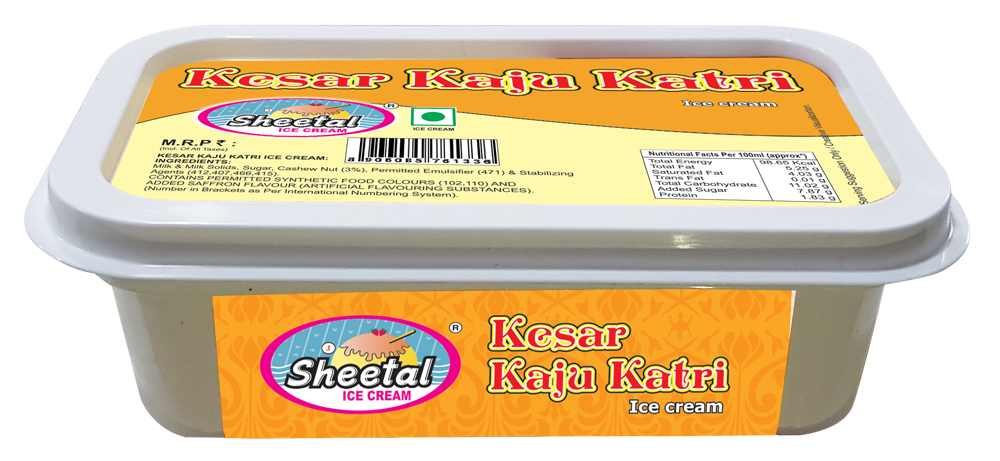 Kesar Kaju Katri
Ice cream
Sheetal
®
ICE CREAM
ICE CREAM
M.R.P ₹ :
(Incl. Of All Taxes)
8906085761336
KESAR KAJU KATRI ICE CREAM:
INGREDIENTS:
Milk & Milk Solids, Sugar, Cashew Nut (3%), Permitted Emulsifier (471) & Stabilizing
Agents (412,407,466,415).
CONTAINS PERMITTED SYNTHETIC FOOD COLOURS (102,110) AND
ADDED SAFFRON FLAVOUR (ARTIFICIAL FLAVOURING SUBSTANCES).
(Number in Brackets as Per International Numbering System).
Nutritional Facts Per 100ml (approx*)
Total Energy 98.65 Kcal
Total Fat 5.25 g
Saturated Fat 4.03 g
Trans Fat 0.01 g
Total Carbohydrate 11.02 g
Added Sugar 7.87 g
Protein 1.83 g
Sheetal
®
ICE CREAM
Kesar
Kaju Katri
Ice cream